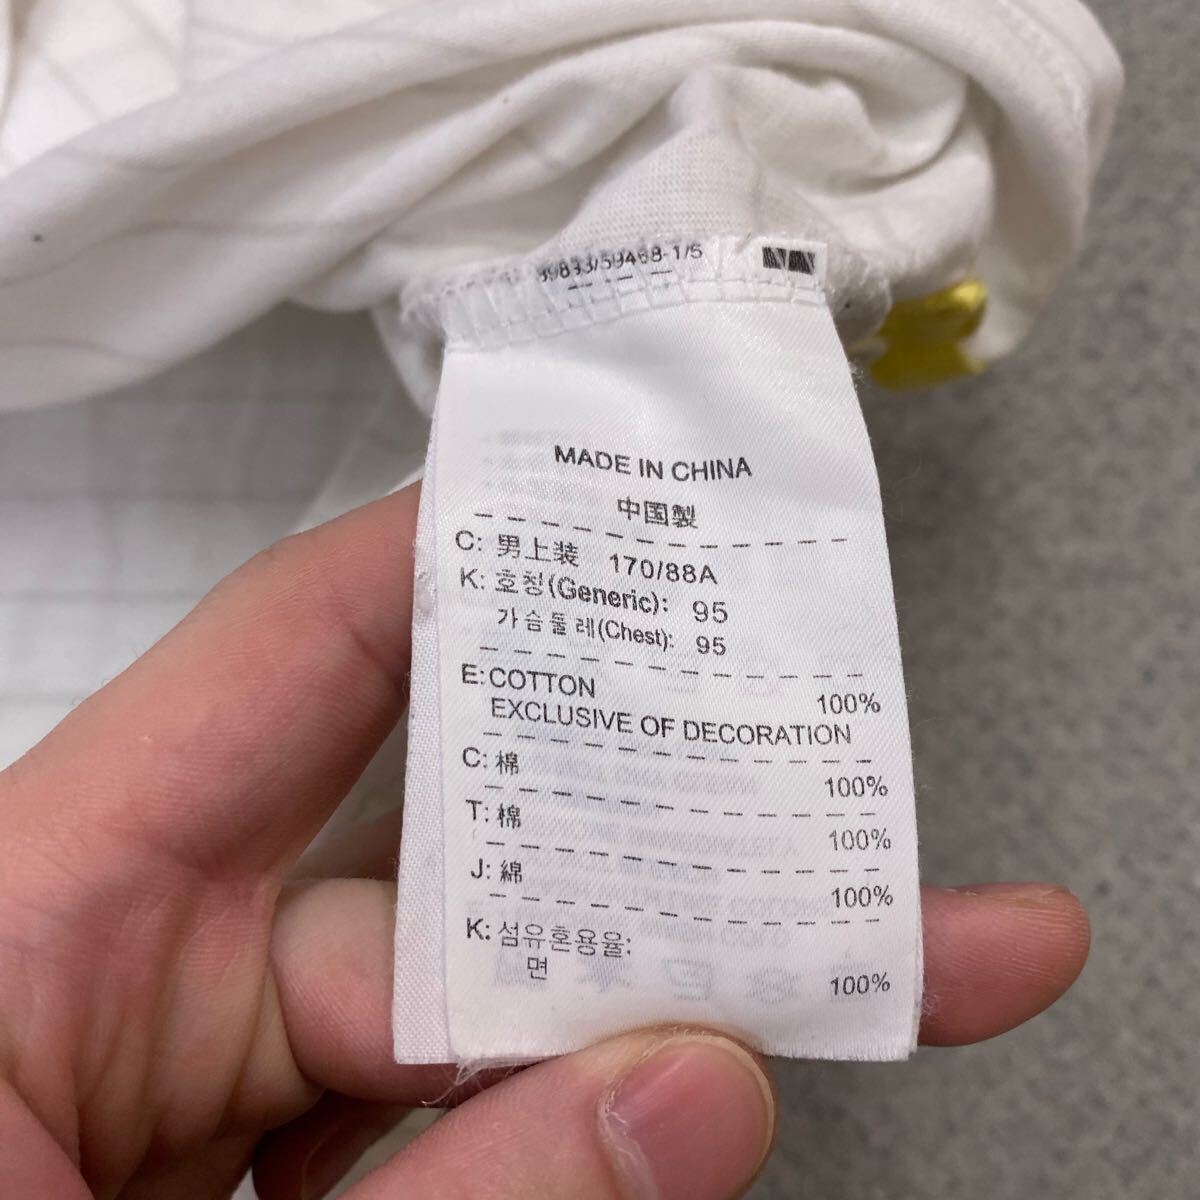 MADE IN CHINA
中国製
C: 男上装 170/88A
K: 호칭(Generic): 95
가슴둘레(Chest): 95
E: COTTON 100%
EXCLUSIVE OF DECORATION
C: 棉 100%
T: 棉 100%
J: 綿 100%
K: 섬유혼용율:
면 100%